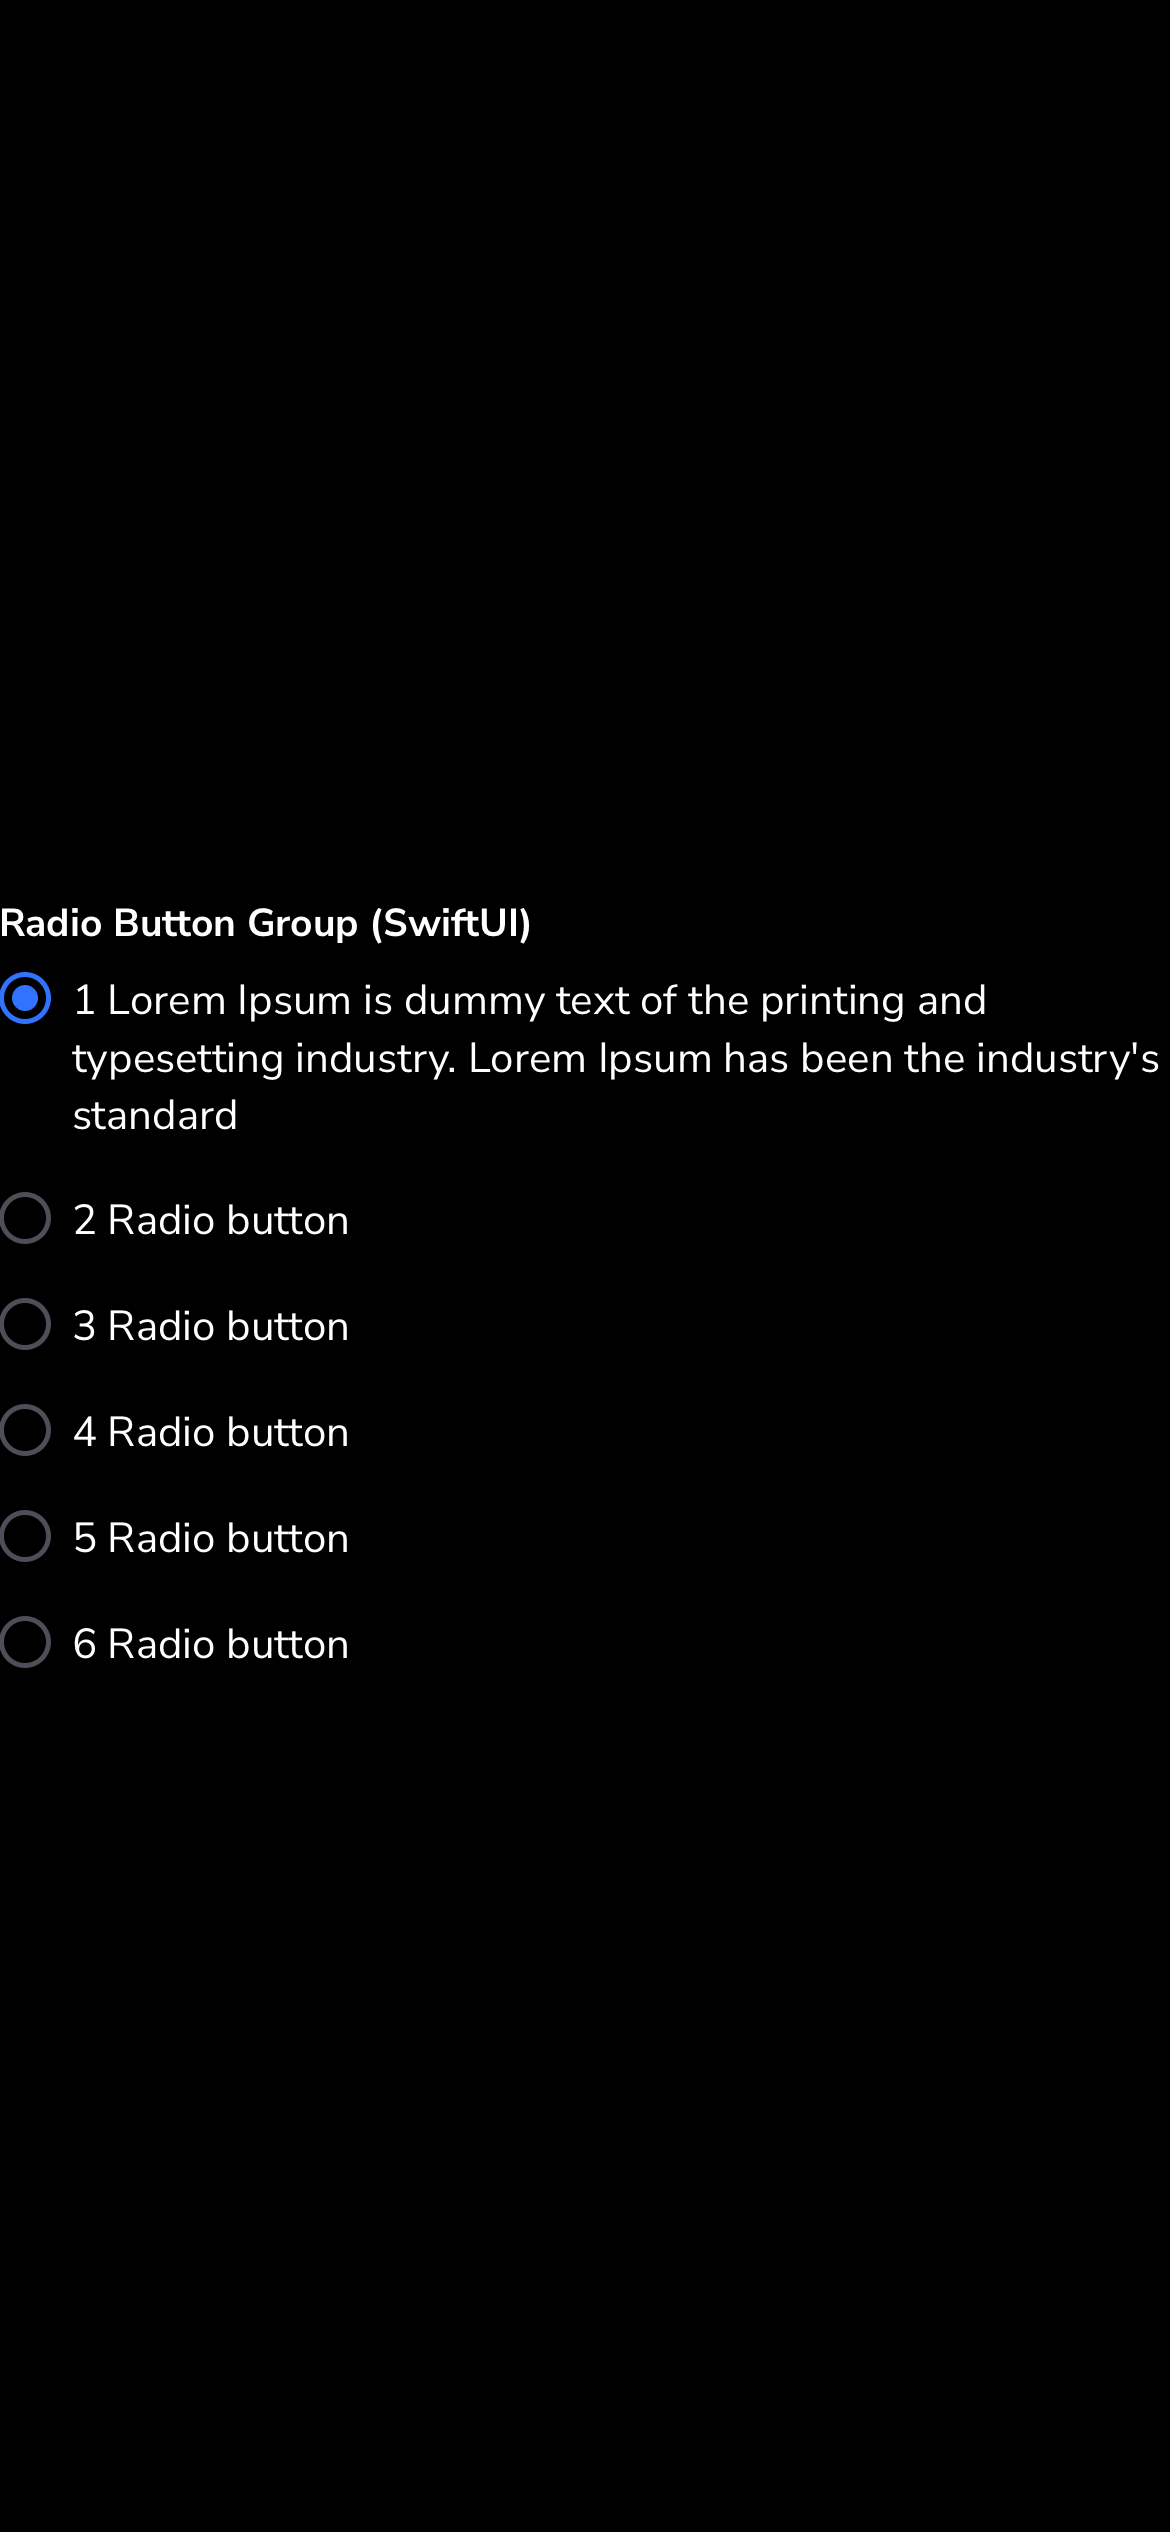 Radio Button Group (SwiftUI)
1 Lorem Ipsum is dummy text of the printing and
typesetting industry. Lorem Ipsum has been the industry's
standard
2 Radio button
3 Radio button
4 Radio button
5 Radio button
6 Radio button